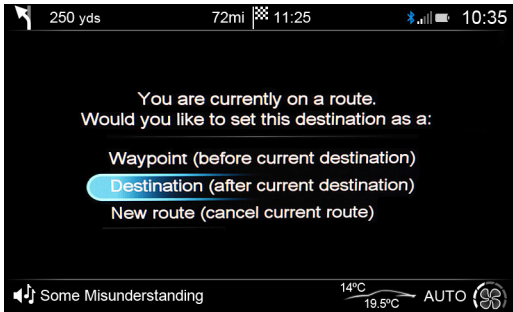 250 yds 72mi 11:25 10:35
You are currently on a route.
Would you like to set this destination as a:
Waypoint (before current destination)
Destination (after current destination)
New route (cancel current route)
Some Misunderstanding 14ºC 19.5ºC AUTO